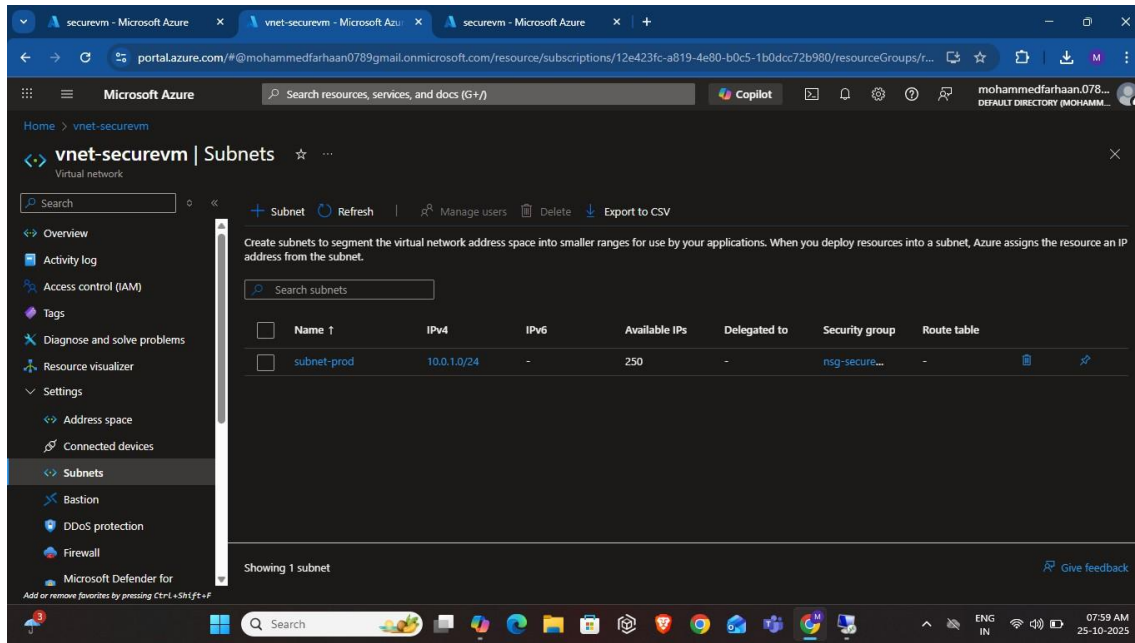 securevm - Microsoft Azure
vnet-securevm - Microsoft Azu
securevm - Microsoft Azure
portal.azure.com/#@mohammedfarhaan0789gmail.onmicrosoft.com/resource/subscriptions/12e423fc-a819-4e80-b0c5-1b0dcc72b980/resourceGroups/r...
M
Microsoft Azure
Search resources, services, and docs (G+/)
Copilot
mohammedfarhaan.078...
DEFAULT DIRECTORY (MOHAMM...
Home > vnet-securevm
vnet-securevm | Subnets
Virtual network
Search
Overview
Activity log
Access control (IAM)
Tags
Diagnose and solve problems
Resource visualizer
Settings
Address space
Connected devices
Subnets
Bastion
DDoS protection
Firewall
Microsoft Defender for
Add or remove favorites by pressing Ctrl+Shift+F
+ Subnet Refresh | Manage users Delete Export to CSV
Create subnets to segment the virtual network address space into smaller ranges for use by your applications. When you deploy resources into a subnet, Azure assigns the resource an IP
address from the subnet.
Search subnets
Name ↑ IPv4 IPv6 Available IPs Delegated to Security group Route table
subnet-prod 10.0.1.0/24 - 250 - nsg-secure... -
Showing 1 subnet
Give feedback
3
Search
M
ENG
IN
07:59 AM
25-10-2025